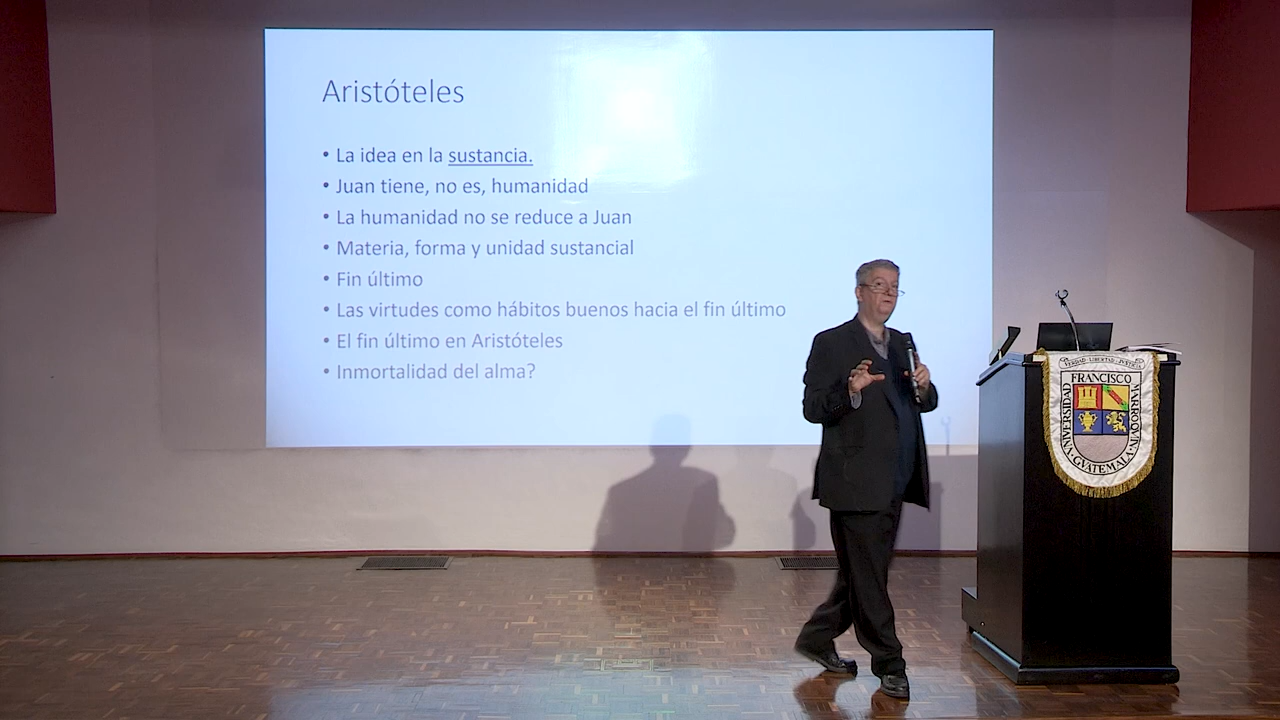 Aristóteles
• La idea en la sustancia.
• Juan tiene, no es, humanidad
• La humanidad no se reduce a Juan
• Materia, forma y unidad sustancial
• Fin último
• Las virtudes como hábitos buenos hacia el fin último
• El fin último en Aristóteles
• Inmortalidad del alma?
VERDAD · LIBERTAD · JUSTICIA
UNIVERSIDAD FRANCISCO MARROQUIN
· GVATEMALA ·